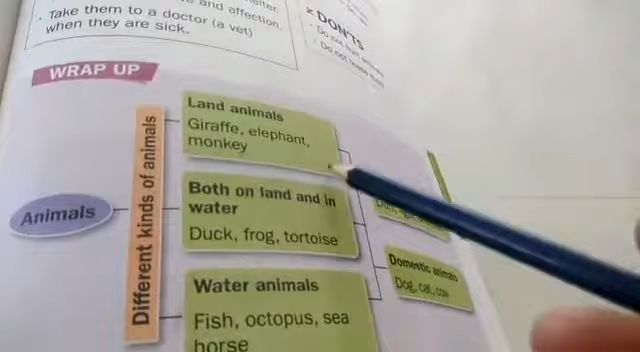 and affection
· Take them to a doctor (a vet)
when they are sick.
× DON'TS
WRAP UP
Animals
Different kinds of animals
Land animals
Giraffe, elephant,
monkey
Both on land and in
water
Duck, frog, tortoise
Water animals
Fish, octopus, sea
horse
Domestic animals
Dog, cat, cow